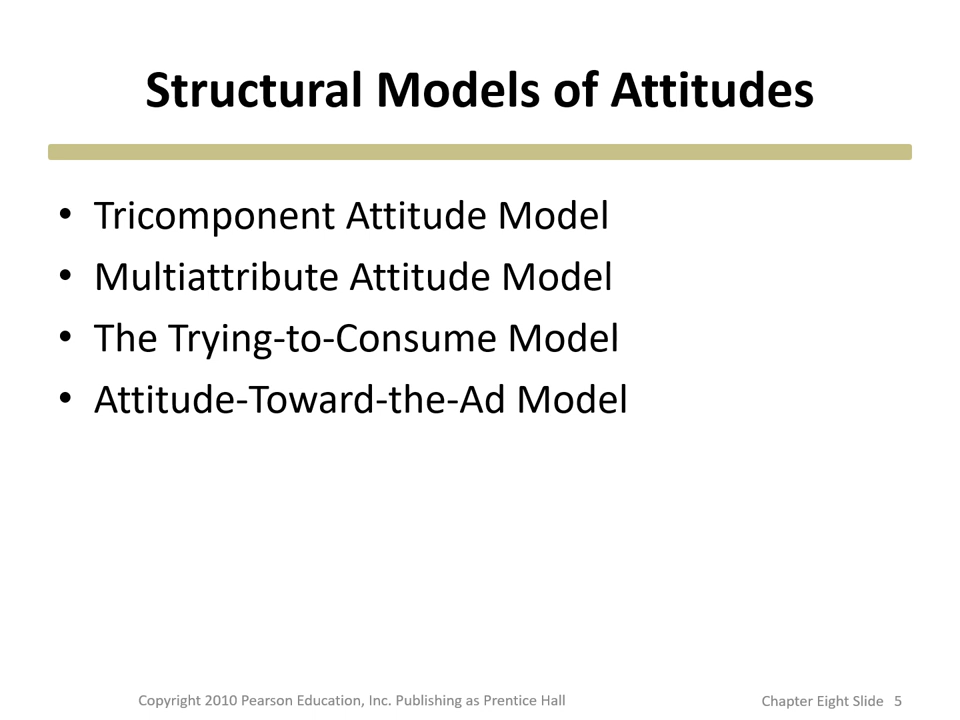 Structural Models of Attitudes
• Tricomponent Attitude Model
• Multiattribute Attitude Model
• The Trying-to-Consume Model
• Attitude-Toward-the-Ad Model
Copyright 2010 Pearson Education, Inc. Publishing as Prentice Hall
Chapter Eight Slide 5